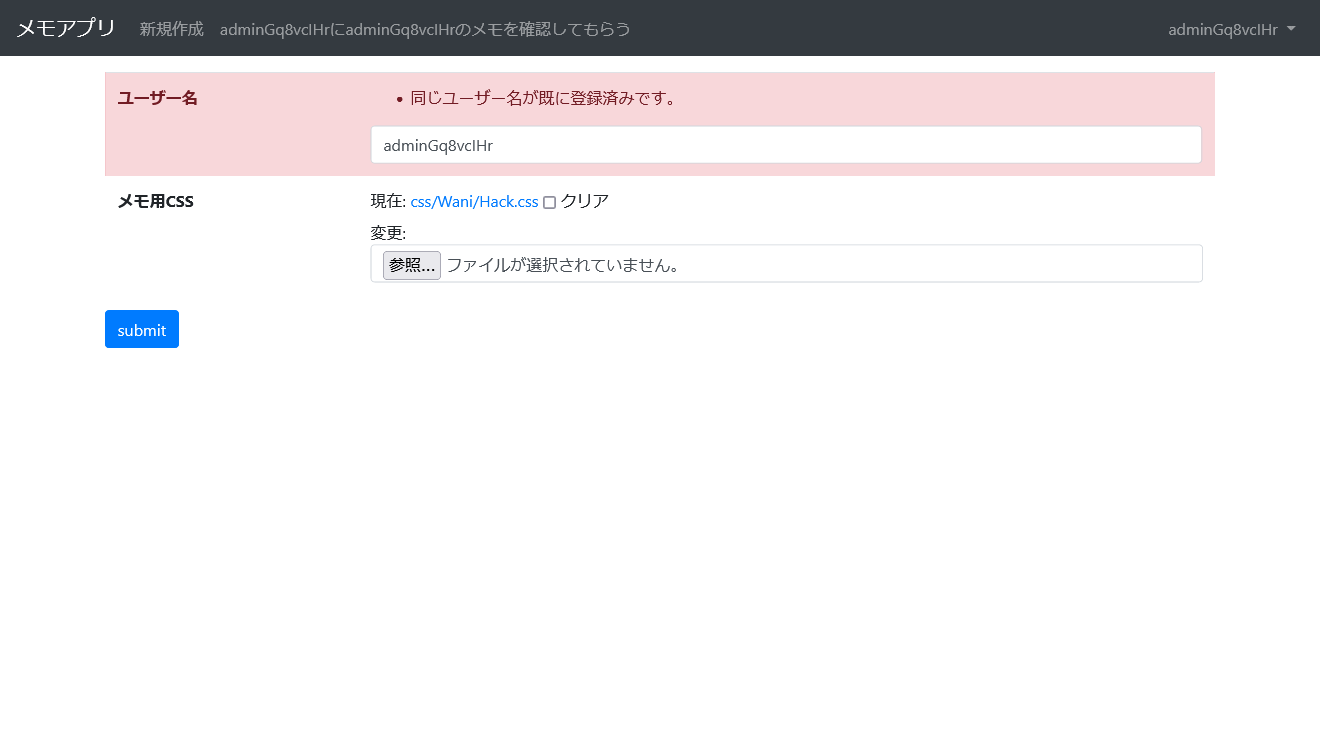 メモアプリ 新規作成 adminGq8vcIHrにadminGq8vcIHrのメモを確認してもらう adminGq8vcIHr
ユーザー名 • 同じユーザー名が既に登録済みです。
adminGq8vcIHr
メモ用CSS 現在: css/Wani/Hack.css クリア
変更:
参照... ファイルが選択されていません。
submit